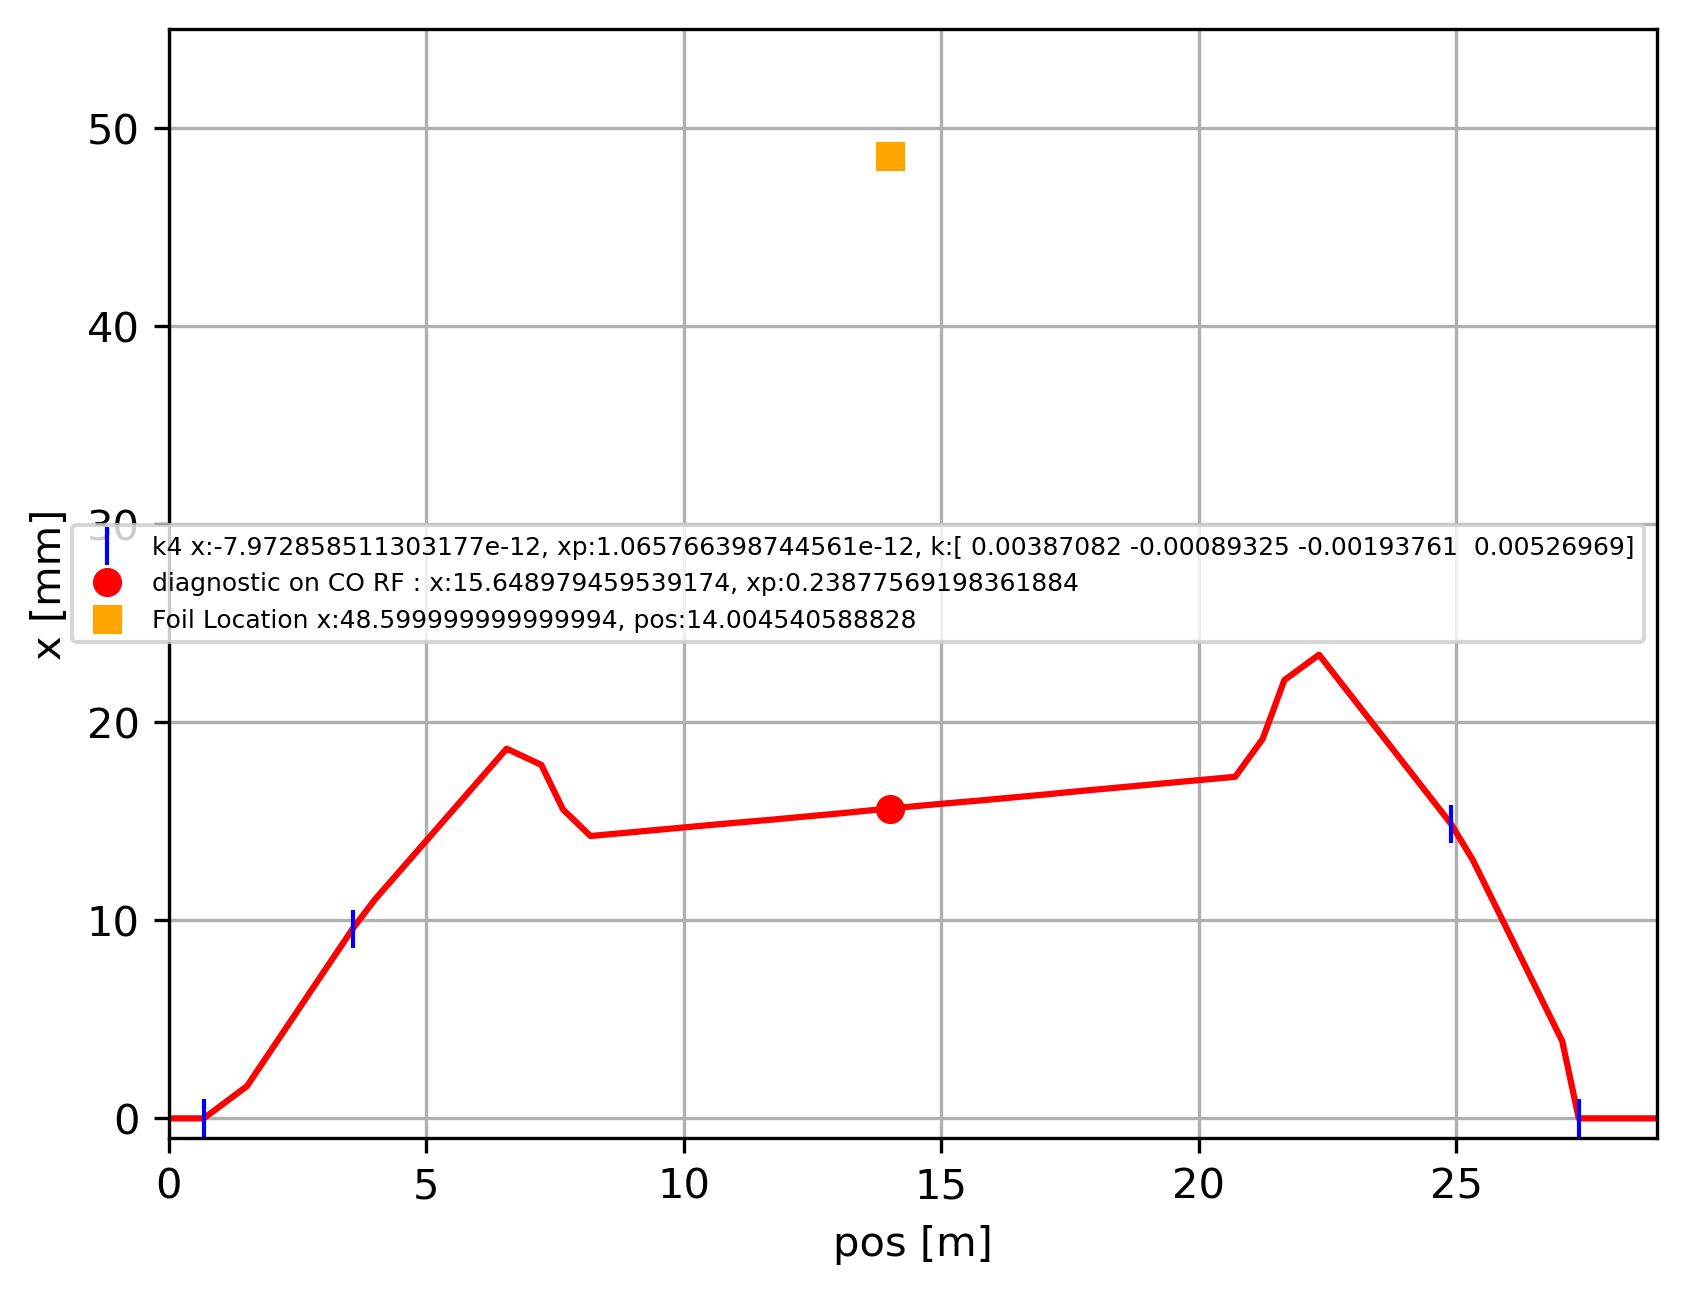 50
40
30
20
10
0
x [mm]
k4 x:-7.972858511303177e-12, xp:1.065766398744561e-12, k:[ 0.00387082 -0.00089325 -0.00193761  0.00526969]
diagnostic on CO RF : x:15.648979459539174, xp:0.23877569198361884
Foil Location x:48.599999999999994, pos:14.004540588828
0 5 10 15 20 25
pos [m]